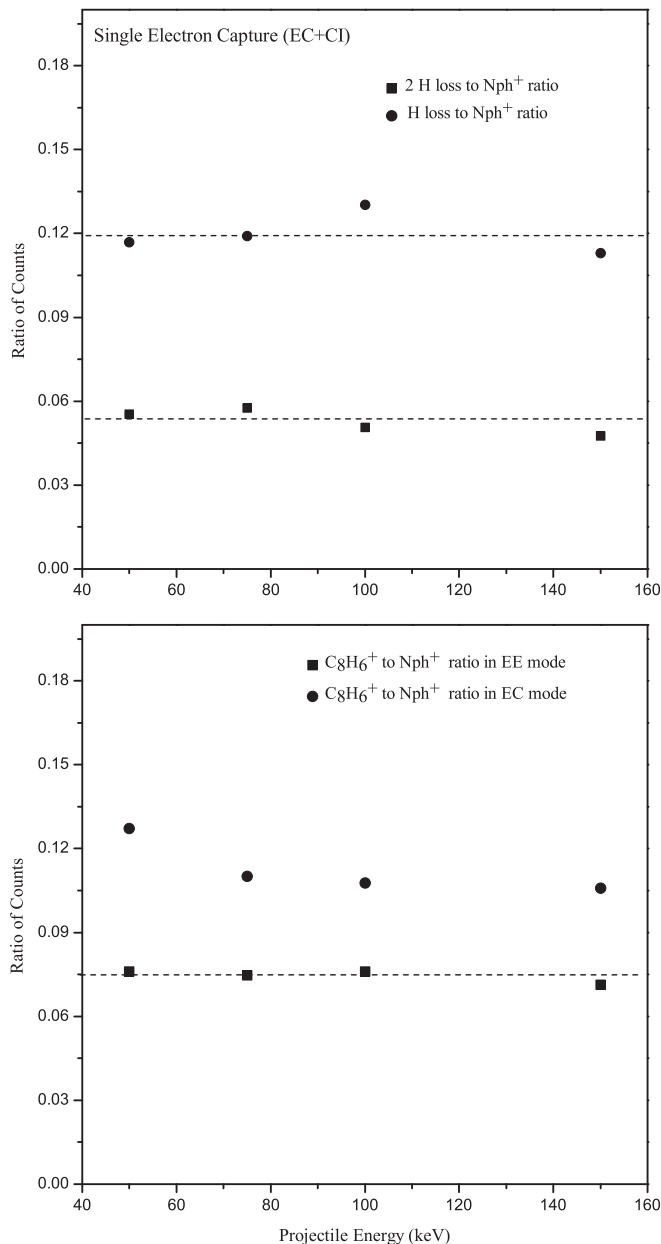 Single Electron Capture (EC+CI)
2 H loss to Nph+ ratio
H loss to Nph+ ratio
0.18
0.15
0.12
0.09
0.06
0.03
0.00
Ratio of Counts
40 60 80 100 120 140 160
C8H6+ to Nph+ ratio in EE mode
C8H6+ to Nph+ ratio in EC mode
0.18
0.15
0.12
0.09
0.06
0.03
0.00
Ratio of Counts
40 60 80 100 120 140 160
Projectile Energy (keV)